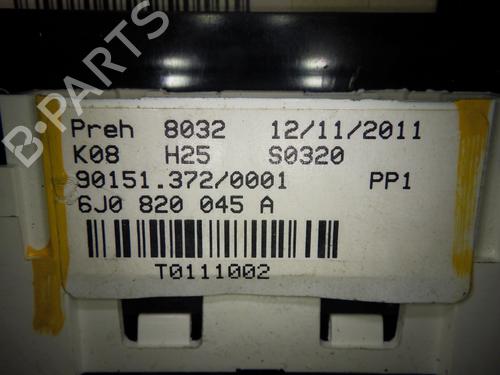 Preh 8032 12/11/2011
K08 H25 S0320
90151.372/0001 PP1
6J0 820 045 A
T0111002
B-PARTS